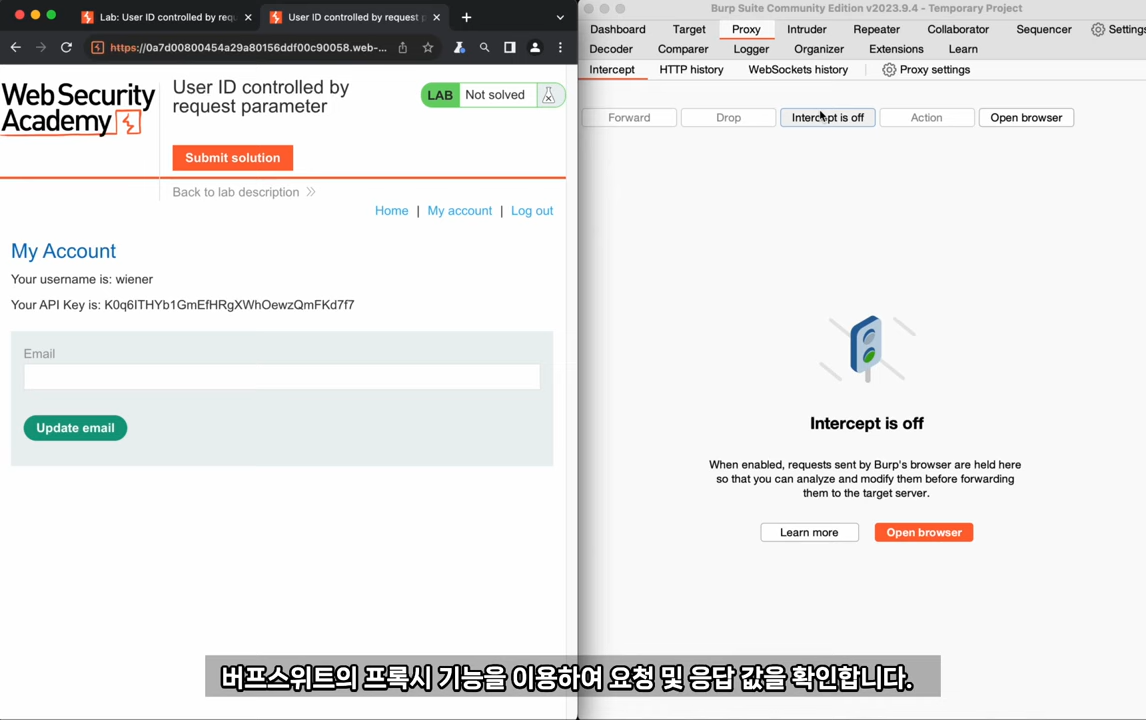 Lab: User ID controlled by requ
User ID controlled by request p
https://0a7d00800454a29a80156ddf00c90058.web-...
WebSecurity
Academy
User ID controlled by
request parameter
LAB
Not solved
Submit solution
Back to lab description
Home | My account | Log out
My Account
Your username is: wiener
Your API Key is: K0q6ITHYb1GmEfHRgXWhOewzQmFKd7f7
Email
Update email
Burp Suite Community Edition v2023.9.4 - Temporary Project
Dashboard Target Proxy Intruder Repeater Collaborator Sequencer Settings
Decoder Comparer Logger Organizer Extensions Learn
Intercept HTTP history WebSockets history Proxy settings
Forward Drop Intercept is off Action Open browser
Intercept is off
When enabled, requests sent by Burp's browser are held here
so that you can analyze and modify them before forwarding
them to the target server.
Learn more Open browser
버프스위트의 프록시 기능을 이용하여 요청 및 응답 값을 확인합니다.